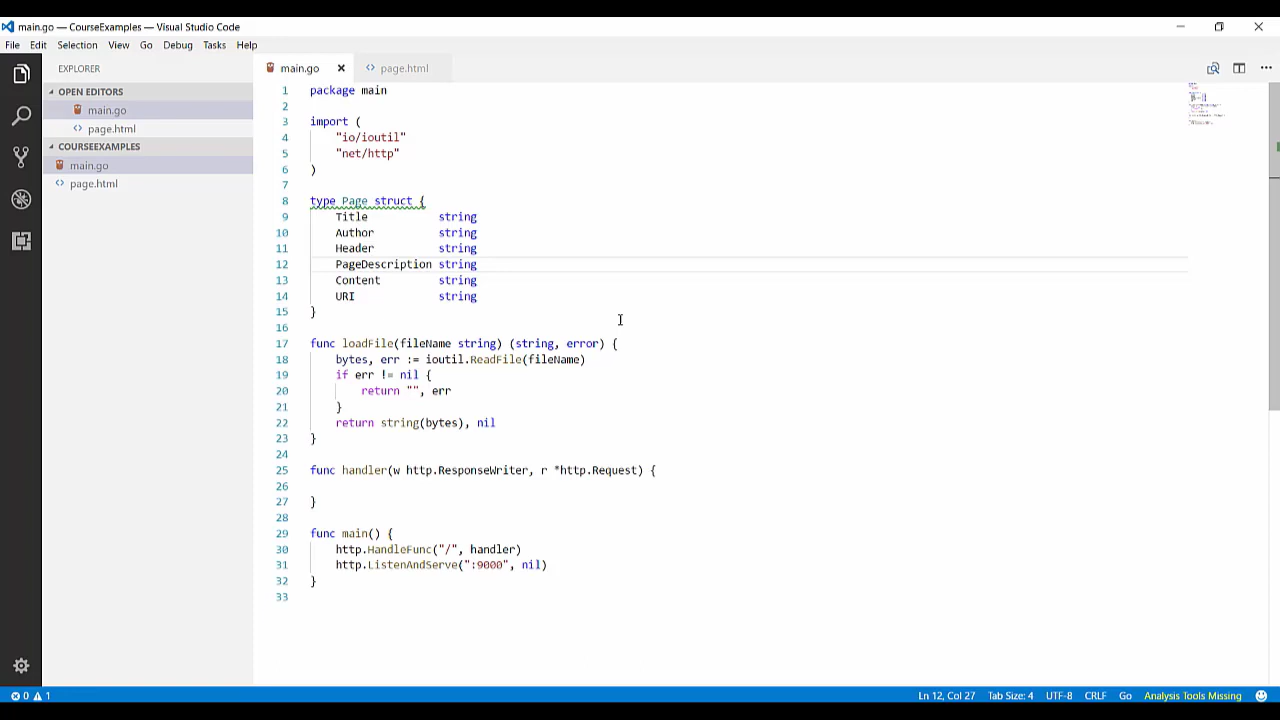 main.go — CourseExamples — Visual Studio Code
File Edit Selection View Go Debug Tasks Help
EXPLORER
OPEN EDITORS
main.go
page.html
COURSEEXAMPLES
main.go
page.html
main.go page.html
1 package main
2
3 import (
4 "io/ioutil"
5 "net/http"
6 )
7
8 type Page struct {
9 Title string
10 Author string
11 Header string
12 PageDescription string
13 Content string
14 URI string
15 }
16
17 func loadFile(fileName string) (string, error) {
18 bytes, err := ioutil.ReadFile(fileName)
19 if err != nil {
20 return "", err
21 }
22 return string(bytes), nil
23 }
24
25 func handler(w http.ResponseWriter, r *http.Request) {
26
27 }
28
29 func main() {
30 http.HandleFunc("/", handler)
31 http.ListenAndServe(":9000", nil)
32 }
33
0 1 Ln 12, Col 27 Tab Size: 4 UTF-8 CRLF Go Analysis Tools Missing